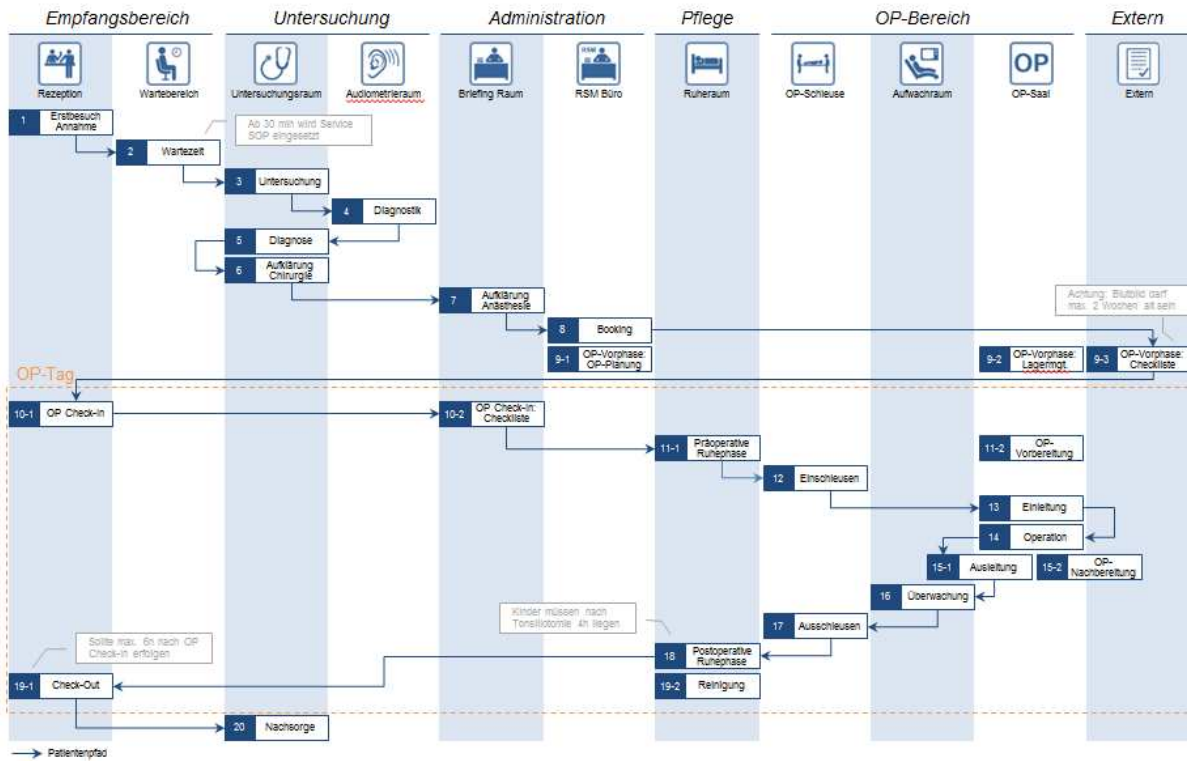 Empfangsbereich
Untersuchung
Administration
Pflege
OP-Bereich
Extern
RSM
OP
Rezeption
Wartebereich
Untersuchungsraum
Audiometrieraum
Briefing Raum
RSM Büro
Ruheraum
OP-Schleuse
Aufwachraum
OP-Saal
Extern
1 Erstbesuch
Annahme
Ab 30 min wird Service
SOP eingesetzt
2 Wartezeit
3 Untersuchung
4 Diagnostik
5 Diagnose
6 Aufklärung
Chirurgie
7 Aufklärung
Anästhesie
Achtung: Blutbild darf
max. 2 Wochen alt sein
8 Booking
9-1 OP-Vorphase:
OP-Planung
9-2 OP-Vorphase:
Lagermgt.
9-3 OP-Vorphase:
Checkliste
OP-Tag
10-1 OP Check-in
10-2 OP Check-in:
Checkliste
11-1 Präoperative
Ruhephase
11-2 OP-
Vorbereitung
12 Einschleusen
13 Einleitung
14 Operation
15-1 Ausleitung
15-2 OP-
Nachbereitung
16 Überwachung
Kinder müssen nach
Tonsillotomie 4h liegen
17 Ausschleusen
Sollte max. 6h nach OP
Check-in erfolgen
18 Postoperative
Ruhephase
19-1 Check-Out
19-2 Reinigung
20 Nachsorge
Patientenpfad